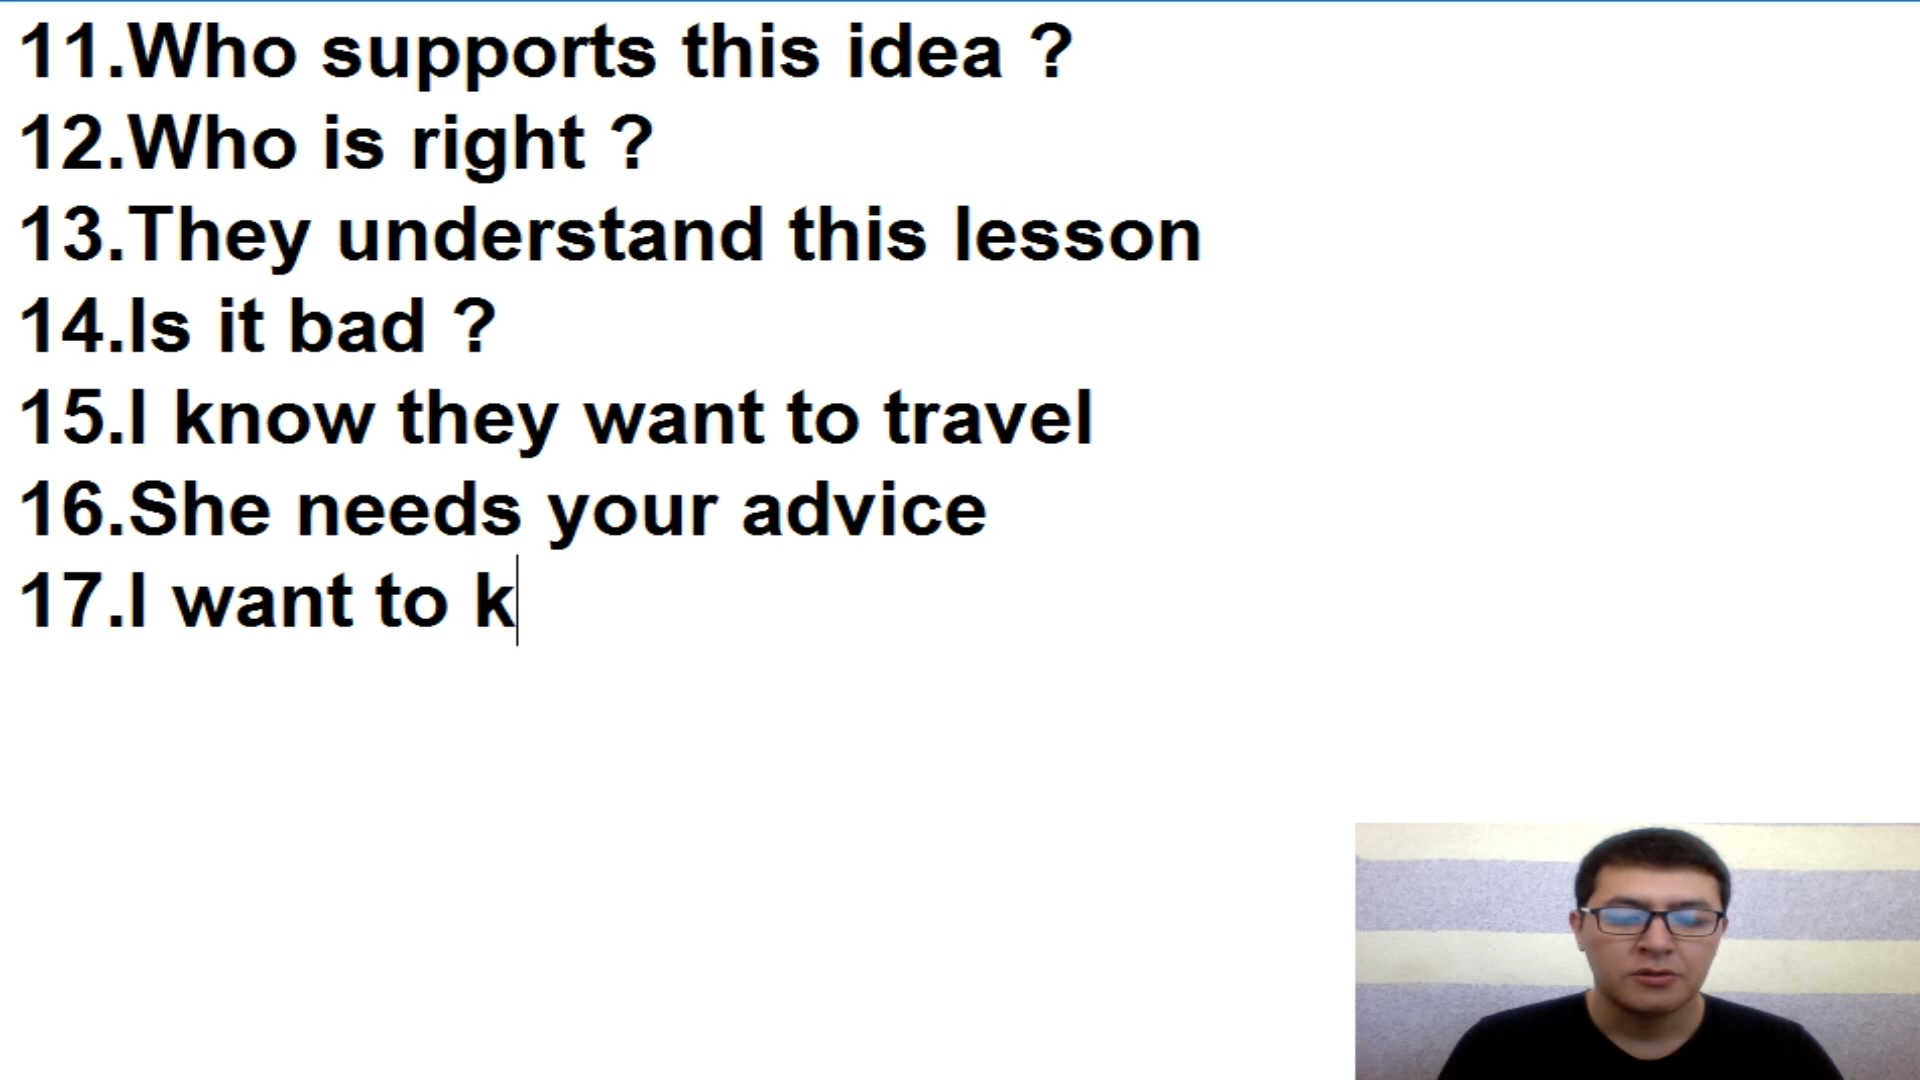 11.Who supports this idea ?
12.Who is right ?
13.They understand this lesson
14.Is it bad ?
15.I know they want to travel
16.She needs your advice
17.I want to k